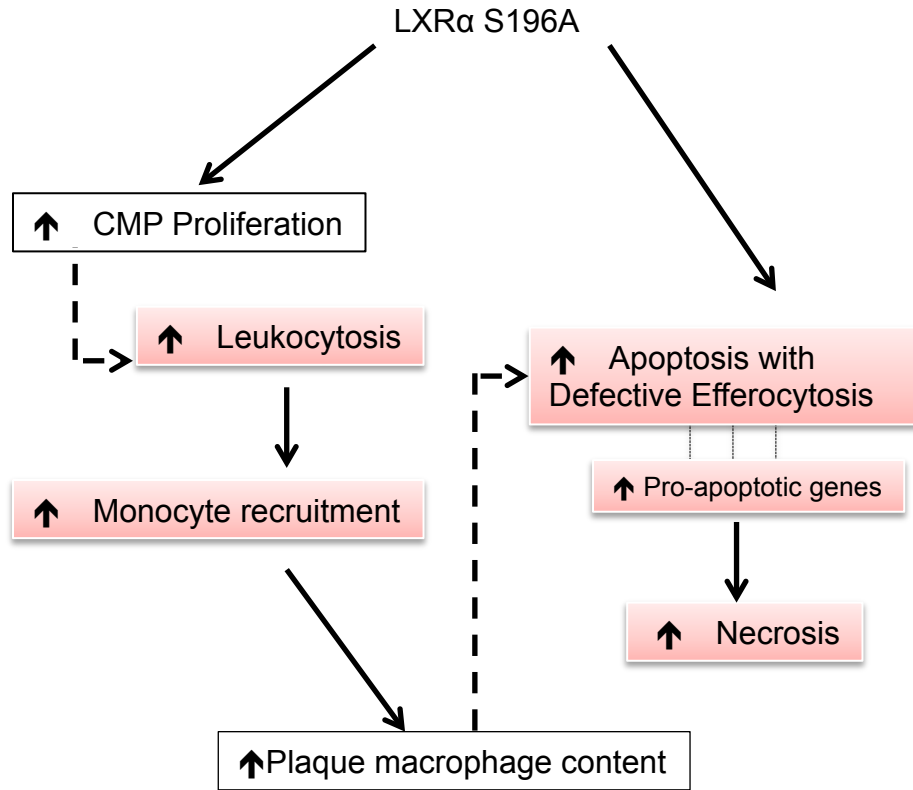 LXRα S196A
↑ CMP Proliferation
↑ Leukocytosis
↑ Apoptosis with
Defective Efferocytosis
↑ Pro-apoptotic genes
↑ Monocyte recruitment
↑ Necrosis
↑Plaque macrophage content